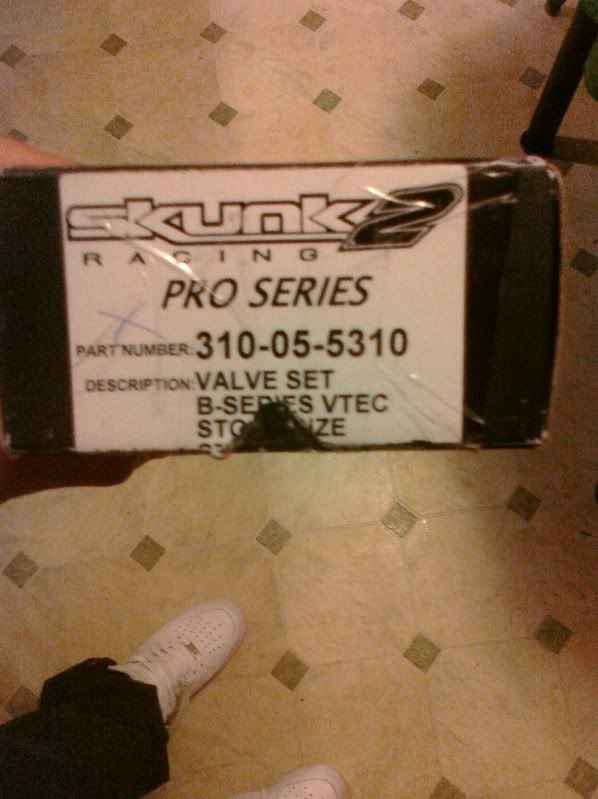 skunk2
RACING
PRO SERIES
PART NUMBER: 310-05-5310
DESCRIPTION: VALVE SET
B-SERIES VTEC